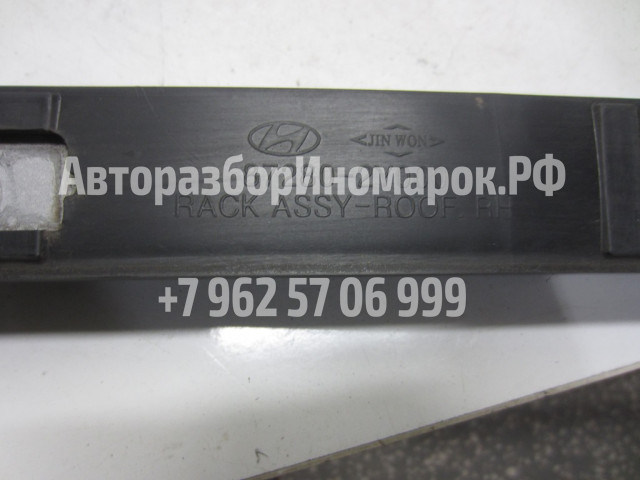 JIN WON
АвторазборИномарок.РФ
RACK ASSY-ROOF, RH
+7 962 57 06 999